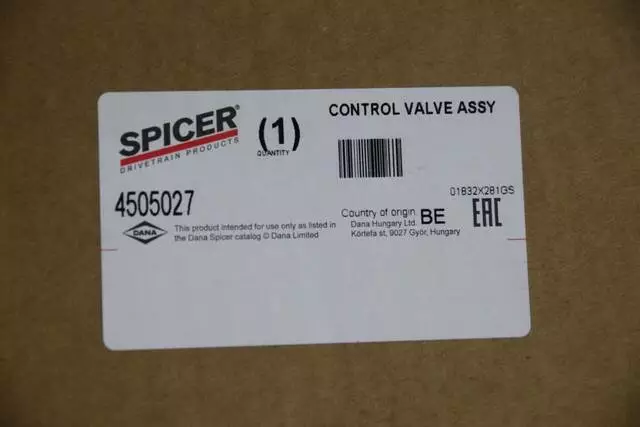 SPICER®
DRIVETRAIN PRODUCTS
(1)
QUANTITY
CONTROL VALVE ASSY
01832X281GS
4505027
DANA
This product intended for use only as listed in
the Dana Spicer catalog © Dana Limited
Country of origin. BE
Dana Hungary Ltd.
Körtefa st, 9027 Győr, Hungary
EAC